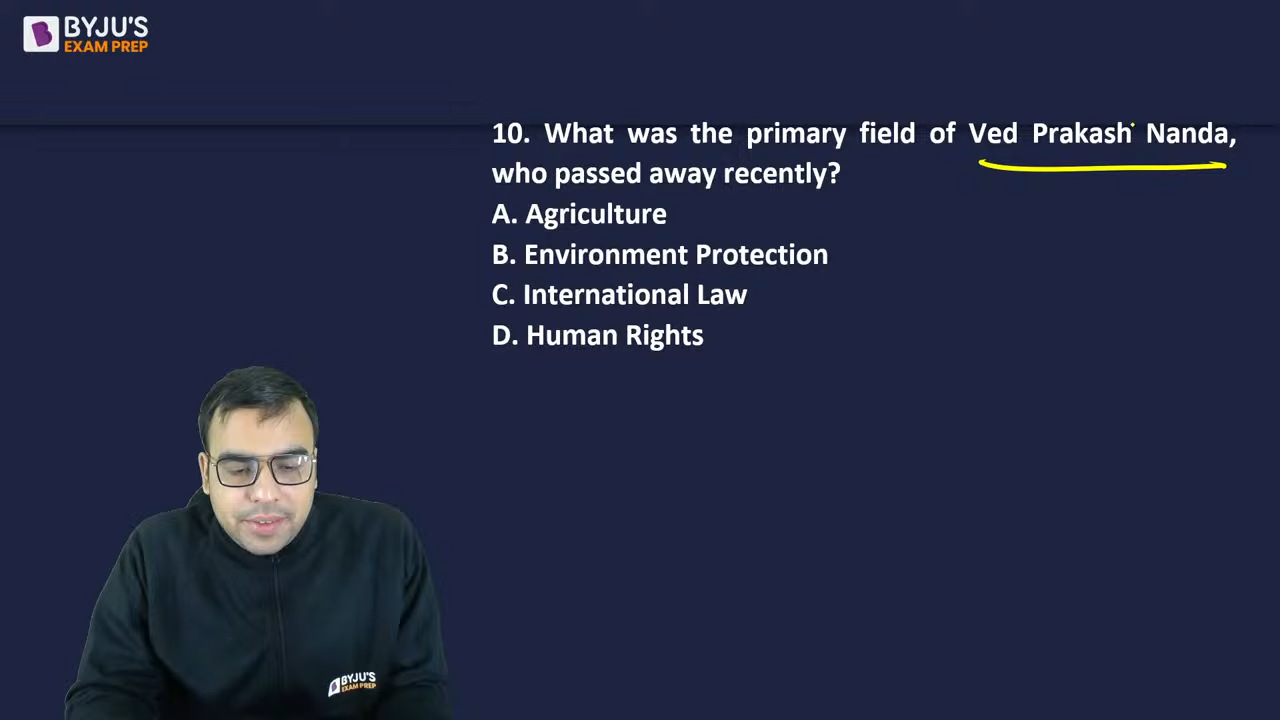 BYJU'S
EXAM PREP
10. What was the primary field of Ved Prakash Nanda,
who passed away recently?
A. Agriculture
B. Environment Protection
C. International Law
D. Human Rights
BYJU'S
EXAM PREP